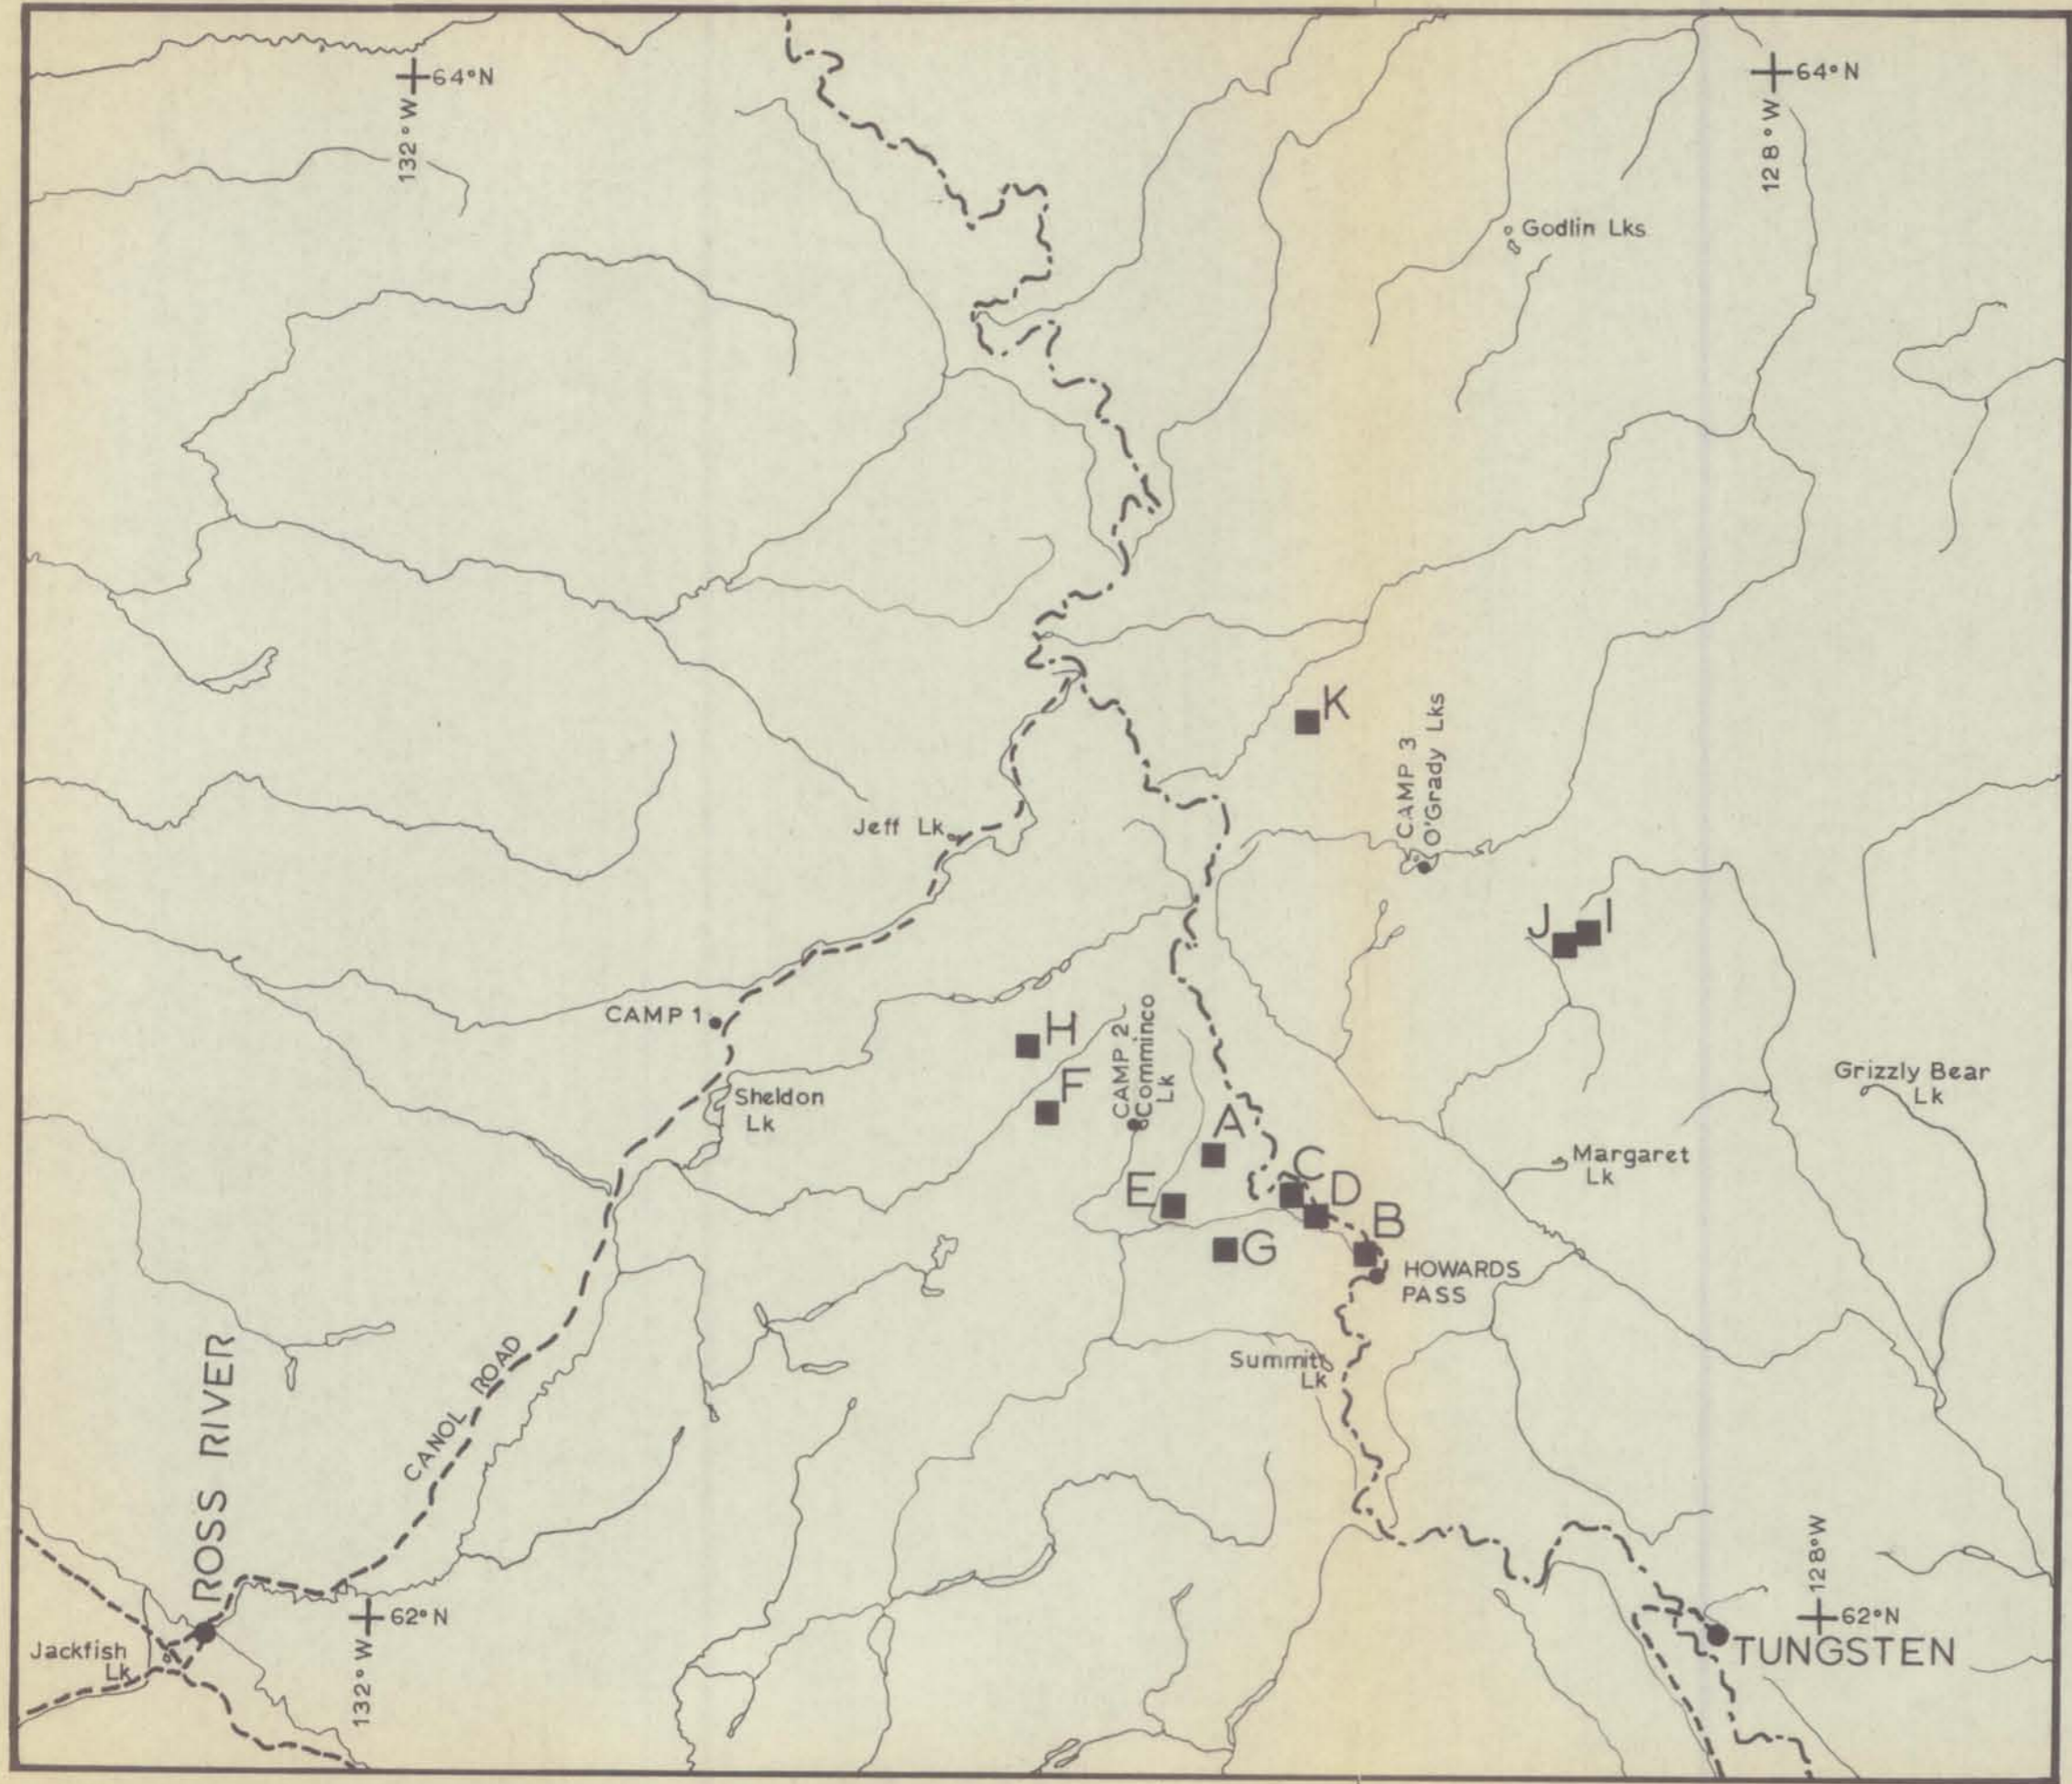 64°N
132°W
64°N
128°W
Godlin Lks
K
CAMP 3
O'Grady Lks
Jeff Lk
J
I
CAMP 1
H
F
CAMP 2
Comminco
Lk
Sheldon
Lk
Grizzly Bear
Lk
A
Margaret
Lk
C
D
E
B
G
HOWARDS
PASS
Summit
Lk
CANOL ROAD
ROSS RIVER
62°N
132°W
Jackfish
Lk
128°W
62°N
TUNGSTEN